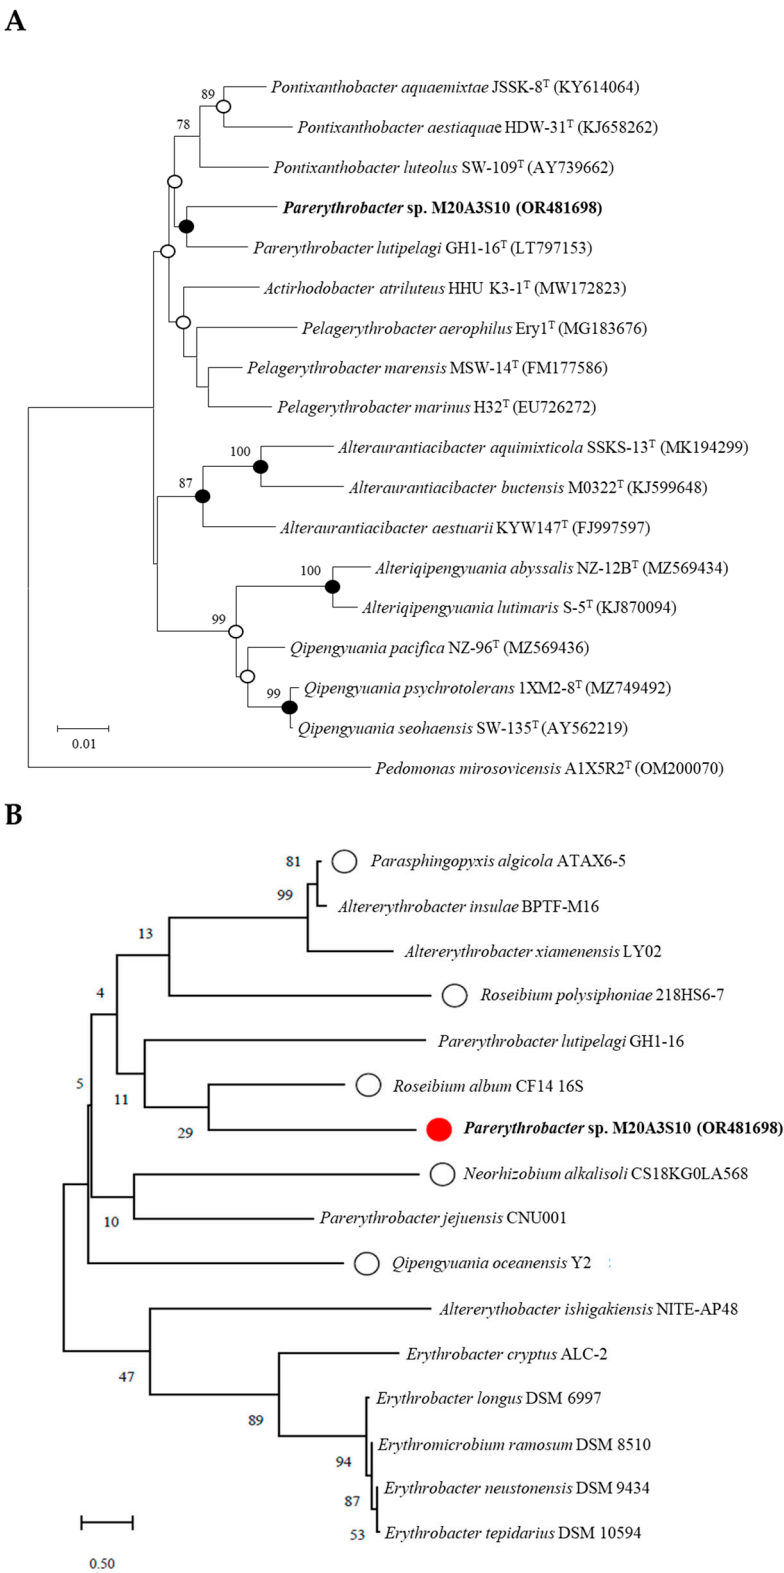 A
Pontixanthobacter aquaemixtae JSSK-8ᵀ (KY614064)
89
Pontixanthobacter aestiaquae HDW-31ᵀ (KJ658262)
78
Pontixanthobacter luteolus SW-109ᵀ (AY739662)
Parerythrobacter sp. M20A3S10 (OR481698)
Parerythrobacter lutipelagi GH1-16ᵀ (LT797153)
Actirhodobacter atriluteus HHU K3-1ᵀ (MW172823)
Pelagerythrobacter aerophilus Ery1ᵀ (MG183676)
Pelagerythrobacter marensis MSW-14ᵀ (FM177586)
Pelagerythrobacter marinus H32ᵀ (EU726272)
Alteraurantiacibacter aquimixticola SSKS-13ᵀ (MK194299)
100
Alteraurantiacibacter buctensis M0322ᵀ (KJ599648)
87
Alteraurantiacibacter aestuarii KYW147ᵀ (FJ997597)
Alteriqipengyuania abyssalis NZ-12Bᵀ (MZ569434)
100
Alteriqipengyuania lutimaris S-5ᵀ (KJ870094)
99
Qipengyuania pacifica NZ-96ᵀ (MZ569436)
Qipengyuania psychrotolerans 1XM2-8ᵀ (MZ749492)
99
Qipengyuania seohaensis SW-135ᵀ (AY562219)
0.01
Pedomonas mirosovicensis A1X5R2ᵀ (OM200070)
B
81
Parasphingopyxis algicola ATAX6-5
99
Altererythrobacter insulae BPTF-M16
13
Altererythrobacter xiamenensis LY02
4
Roseibium polysiphoniae 218HS6-7
Parerythrobacter lutipelagi GH1-16
5
Roseibium album CF14 16S
11
29
Parerythrobacter sp. M20A3S10 (OR481698)
Neorhizobium alkalisoli CS18KG0LA568
10
Parerythrobacter jejuensis CNU001
Qipengyuania oceanensis Y2
Altererythobacter ishigakiensis NITE-AP48
Erythrobacter cryptus ALC-2
47
Erythrobacter longus DSM 6997
89
Erythromicrobium ramosum DSM 8510
94
Erythrobacter neustonensis DSM 9434
87
53
Erythrobacter tepidarius DSM 10594
0.50